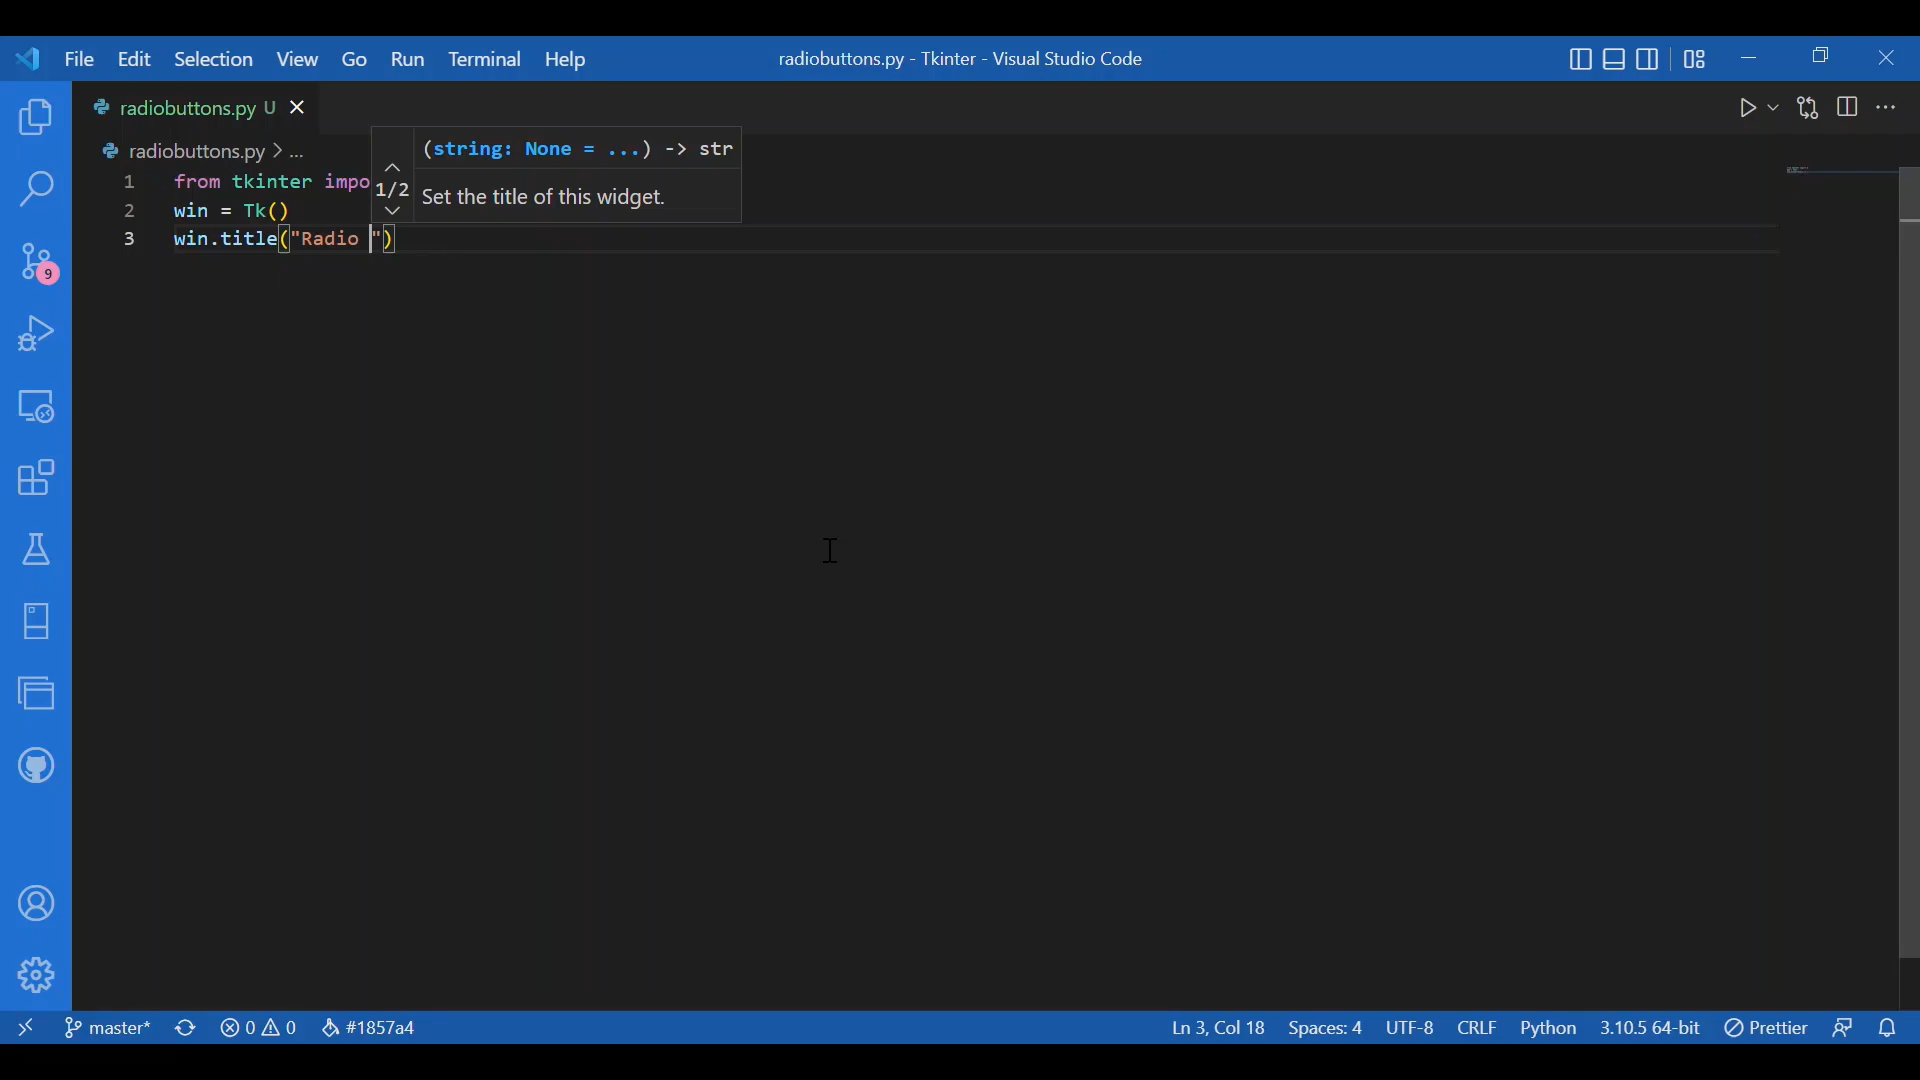 File Edit Selection View Go Run Terminal Help radiobuttons.py - Tkinter - Visual Studio Code
radiobuttons.py U
radiobuttons.py > ...
(string: None = ...) -> str
1/2 Set the title of this widget.
1 from tkinter impo
2 win = Tk()
3 win.title("Radio ")
9
master* 0 0 #1857a4 Ln 3, Col 18 Spaces: 4 UTF-8 CRLF Python 3.10.5 64-bit Prettier